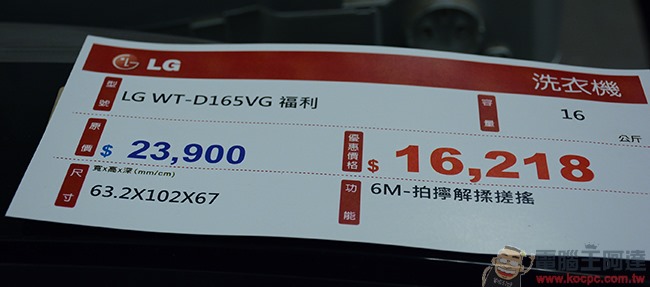 LG 洗衣機
型號 LG WT-D165VG 福利 容量 16 公斤
原價 $ 23,900 優惠價格 $ 16,218
尺寸 寬x高x深(mm/cm) 63.2X102X67 功能 6M-拍擰解揉搓搖
電腦王阿達
www.kocpc.com.tw